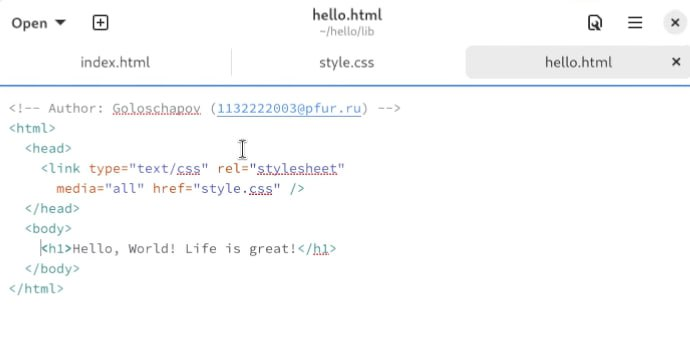 Open
hello.html
~/hello/lib
index.html
style.css
hello.html
<!-- Author: Goloschapov (1132222003@pfur.ru) -->
<html>
<head>
<link type="text/css" rel="stylesheet"
media="all" href="style.css" />
</head>
<body>
<h1>Hello, World! Life is great!</h1>
</body>
</html>